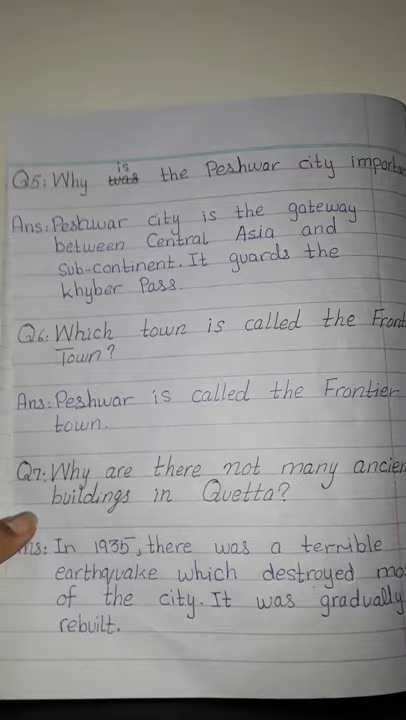 Q5: Why is was the Peshwar city importa
Ans: Peshwar city is the gateway
between Central Asia and
Sub-continent. It guards the
khyber Pass.
Q6: Which town is called the Front
Town?
Ans: Peshwar is called the Frontier
town.
Q7: Why are there not many ancien
buildings in Quetta?
ns: In 1935, there was a terrible
earthquake which destroyed mo
of the city. It was gradually
rebuilt.